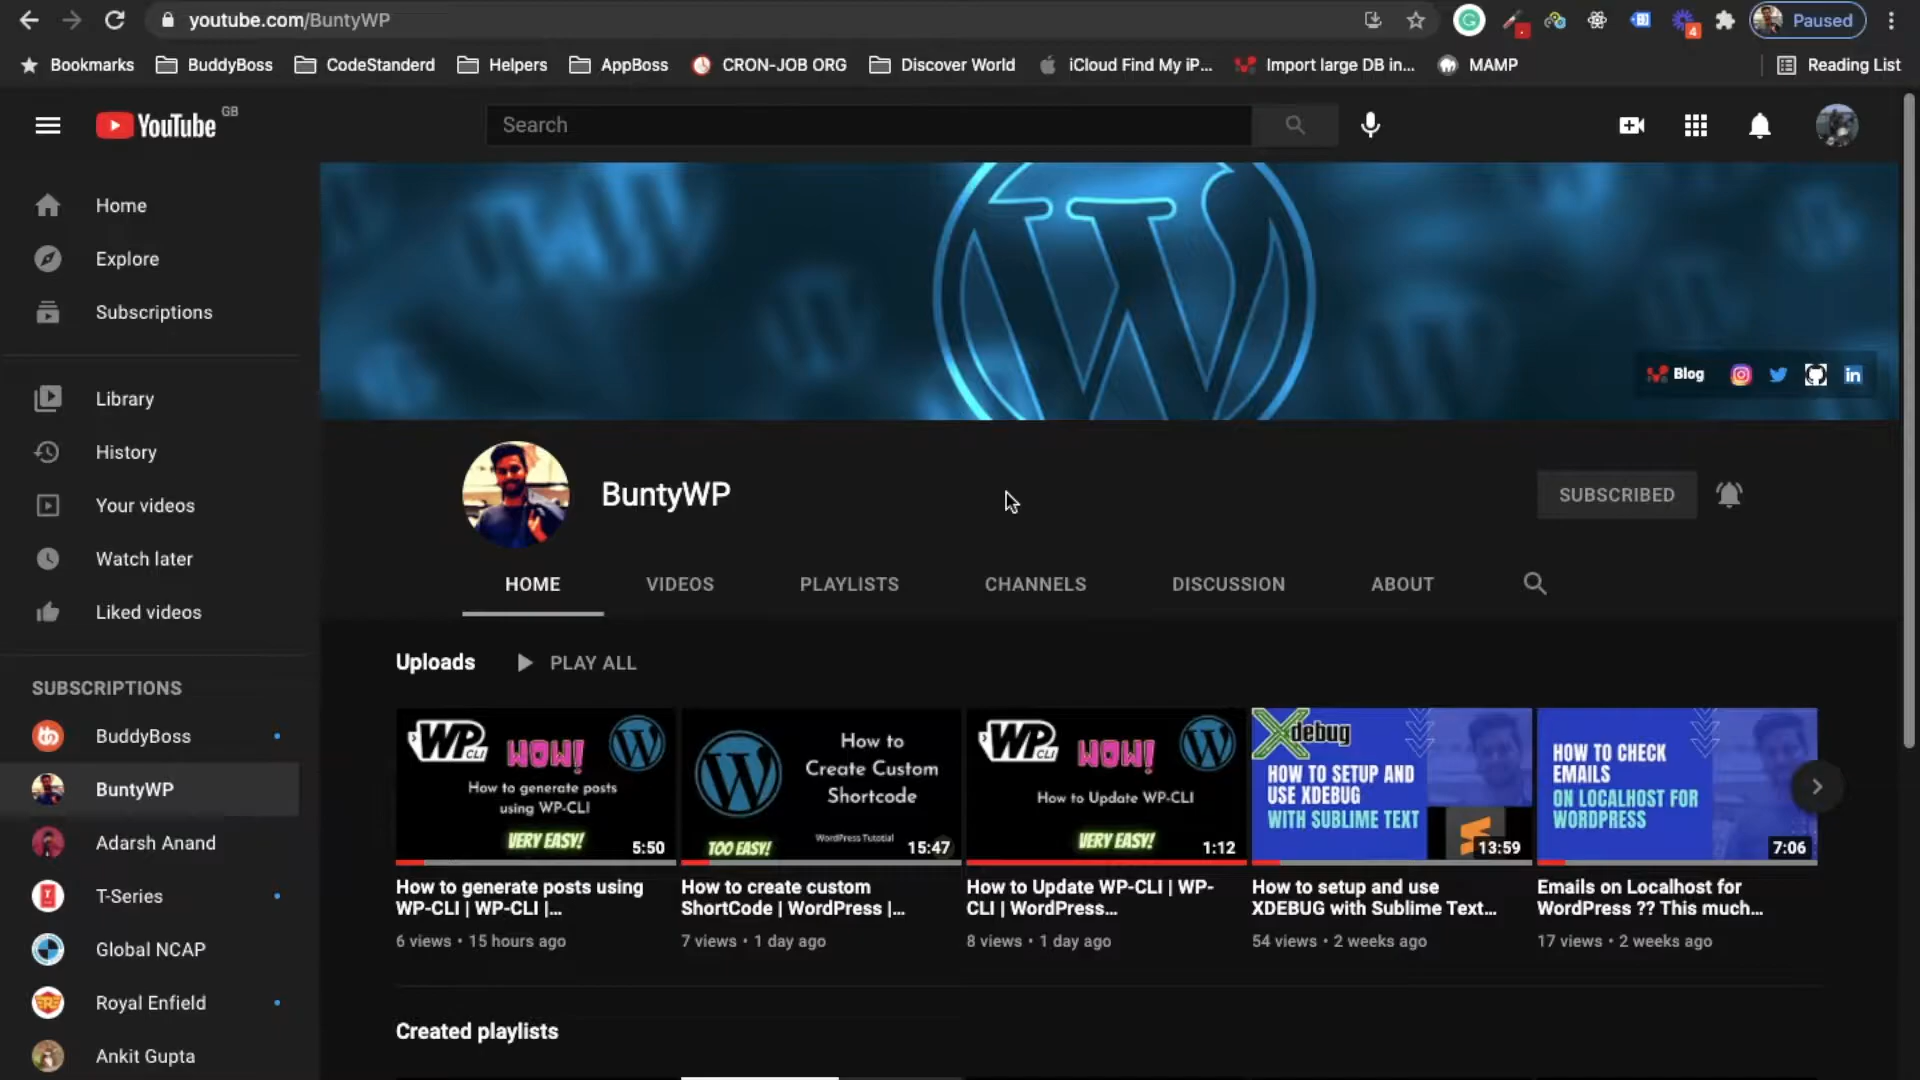 youtube.com/BuntyWP
4
Paused
Bookmarks
BuddyBoss
CodeStanderd
Helpers
AppBoss
CRON-JOB ORG
Discover World
iCloud Find My iP...
Import large DB in...
MAMP
Reading List
YouTube GB
Search
Home
Explore
Subscriptions
Library
History
Your videos
Watch later
Liked videos
SUBSCRIPTIONS
BuddyBoss
BuntyWP
Adarsh Anand
T-Series
Global NCAP
Royal Enfield
Ankit Gupta
Blog
BuntyWP
SUBSCRIBED
HOME
VIDEOS
PLAYLISTS
CHANNELS
DISCUSSION
ABOUT
Uploads
PLAY ALL
WP CLI
WOW!
How to generate posts
using WP-CLI
VERY EASY!
5:50
How to generate posts using
WP-CLI | WP-CLI |...
6 views • 15 hours ago
How to
Create Custom
Shortcode
WordPress Tutotial
TOO EASY!
15:47
How to create custom
ShortCode | WordPress |...
7 views • 1 day ago
WP CLI
WOW!
How to Update WP-CLI
VERY EASY!
1:12
How to Update WP-CLI | WP-
CLI | WordPress...
8 views • 1 day ago
Xdebug
HOW TO SETUP AND
USE XDEBUG
WITH SUBLIME TEXT
13:59
How to setup and use
XDEBUG with Sublime Text...
54 views • 2 weeks ago
HOW TO CHECK
EMAILS
ON LOCALHOST FOR
WORDPRESS
7:06
Emails on Localhost for
WordPress ?? This much...
17 views • 2 weeks ago
Created playlists